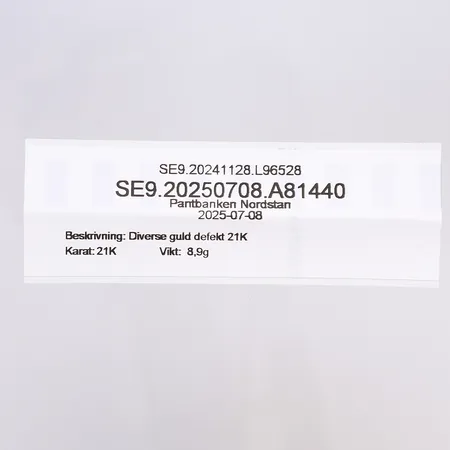 SE9.20241128.L96528
SE9.20250708.A81440
Pantbanken Nordstan
2025-07-08
Beskrivning: Diverse guld defekt 21K
Karat: 21K Vikt: 8,9g